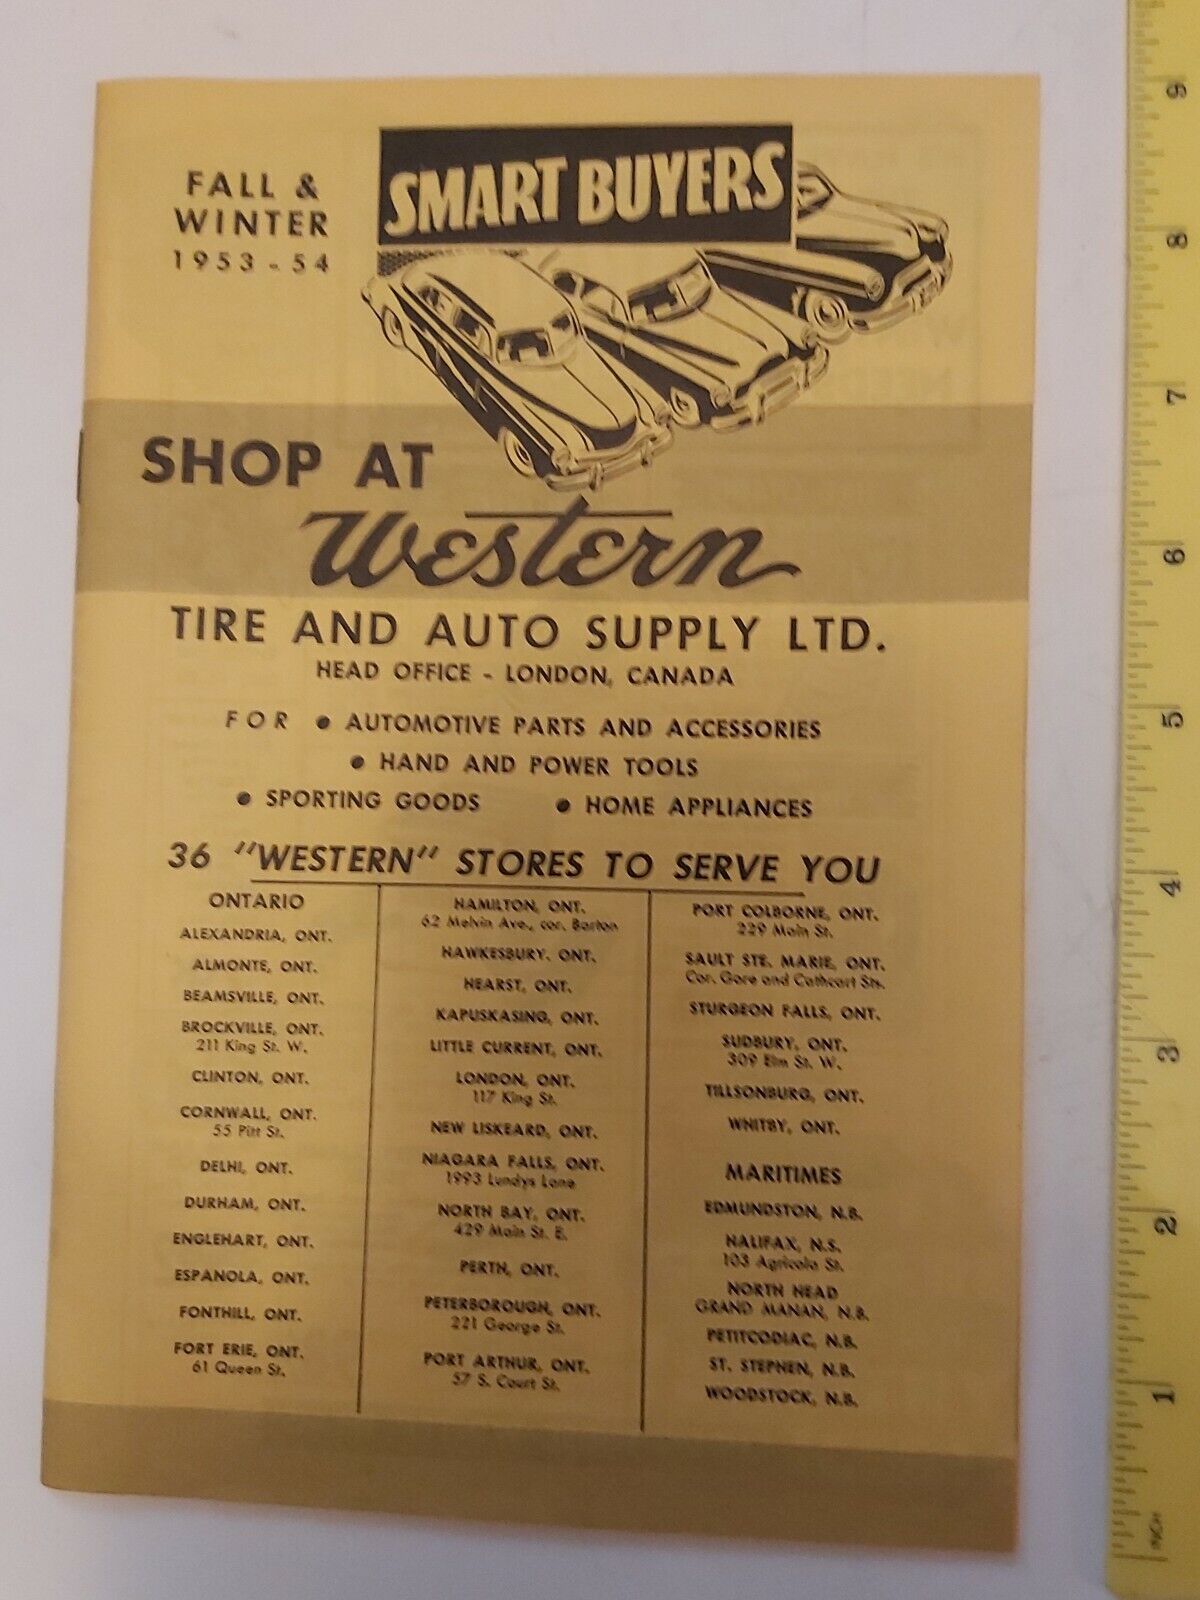 FALL &
WINTER
1953-54
SMART BUYERS
SHOP AT
Western
TIRE AND AUTO SUPPLY LTD.
HEAD OFFICE - LONDON, CANADA
FOR • AUTOMOTIVE PARTS AND ACCESSORIES
• HAND AND POWER TOOLS
• SPORTING GOODS • HOME APPLIANCES
36 "WESTERN" STORES TO SERVE YOU
ONTARIO
ALEXANDRIA, ONT.
ALMONTE, ONT.
BEAMSVILLE, ONT.
BROCKVILLE, ONT.
211 King St. W.
CLINTON, ONT.
CORNWALL, ONT.
55 Pitt St.
DELHI, ONT.
DURHAM, ONT.
ENGLEHART, ONT.
ESPANOLA, ONT.
FONTHILL, ONT.
FORT ERIE, ONT.
61 Queen St.
HAMILTON, ONT.
62 Melvin Ave., cor. Barton
HAWKESBURY, ONT.
HEARST, ONT.
KAPUSKASING, ONT.
LITTLE CURRENT, ONT.
LONDON, ONT.
117 King St.
NEW LISKEARD, ONT.
NIAGARA FALLS, ONT.
1993 Lundys Lane
NORTH BAY, ONT.
429 Main St. E.
PERTH, ONT.
PETERBOROUGH, ONT.
221 George St.
PORT ARTHUR, ONT.
57 S. Court St.
PORT COLBORNE, ONT.
229 Main St.
SAULT STE. MARIE, ONT.
Cor. Gore and Cathcart Sts.
STURGEON FALLS, ONT.
SUDBURY, ONT.
309 Elm St. W.
TILLSONBURG, ONT.
WHITBY, ONT.
MARITIMES
EDMUNDSTON, N.B.
HALIFAX, N.S.
103 Agricola St.
NORTH HEAD
GRAND MANAN, N.B.
PETITCODIAC, N.B.
ST. STEPHEN, N.B.
WOODSTOCK, N.B.
9
8
7
6
5
4
3
2
1
INCH